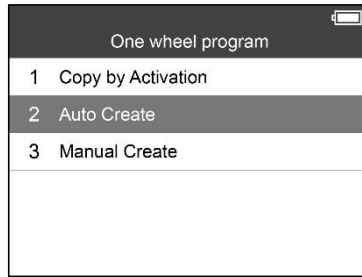 One wheel program
1 Copy by Activation
2 Auto Create
3 Manual Create